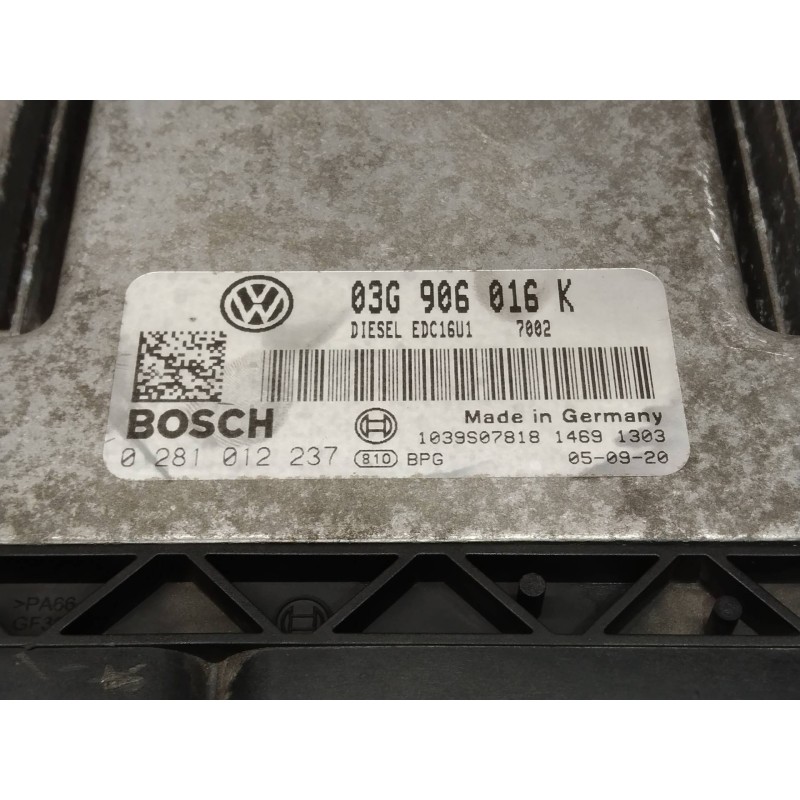 03G 906 016 K
DIESEL EDC16U1 7002
BOSCH
Made in Germany
1039S07818 1469 1303
0 281 012 237 810 BPG 05-09-20
>PA66